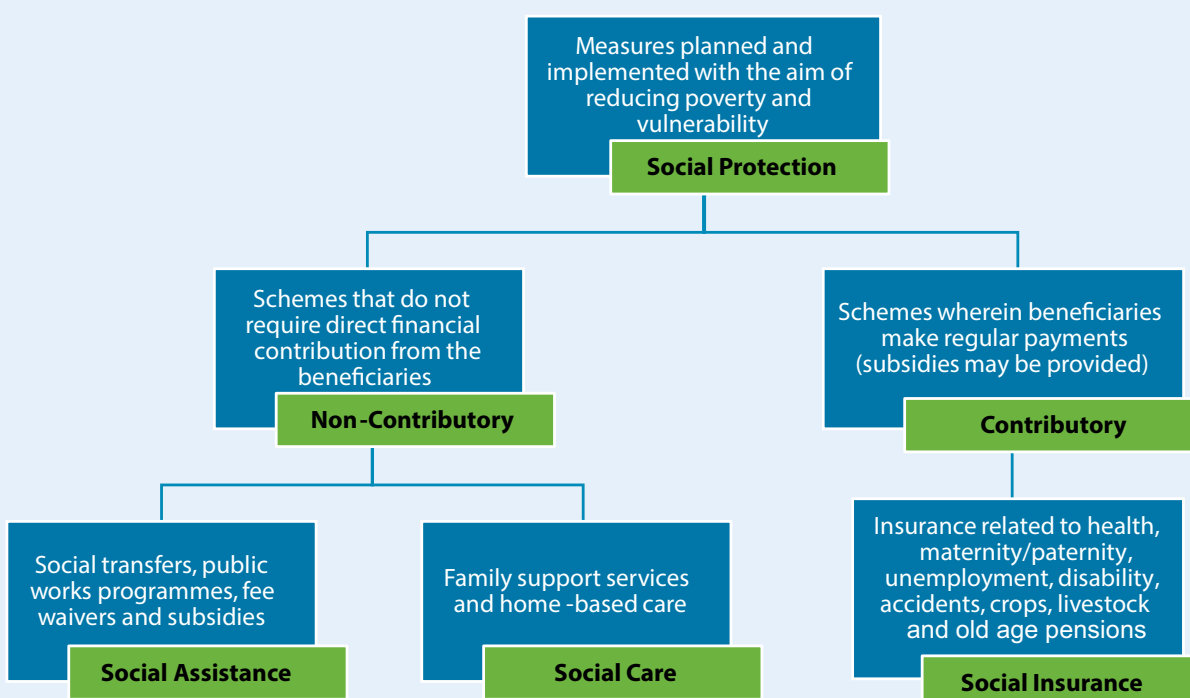 Measures planned and
implemented with the aim of
reducing poverty and
vulnerability
Social Protection
Schemes that do not
require direct financial
contribution from the
beneficiaries
Non-Contributory
Schemes wherein beneficiaries
make regular payments
(subsidies may be provided)
Contributory
Social transfers, public
works programmes, fee
waivers and subsidies
Social Assistance
Family support services
and home -based care
Social Care
Insurance related to health,
maternity/paternity,
unemployment, disability,
accidents, crops, livestock
and old age pensions
Social Insurance